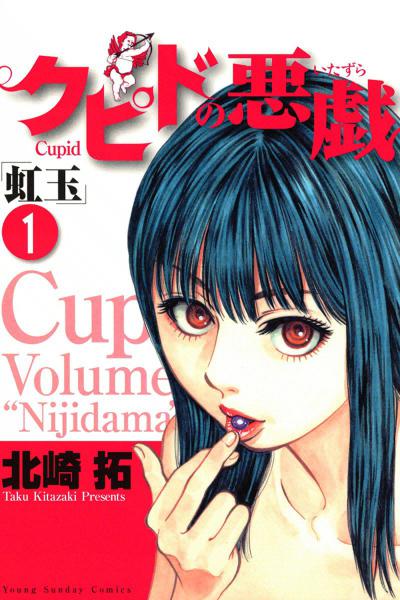 クピドの悪戯
いたずら
Cupid
「虹玉」
1
Cup
Volume
“Nijidama”
北崎 拓
Taku Kitazaki Presents
Young Sunday Comics